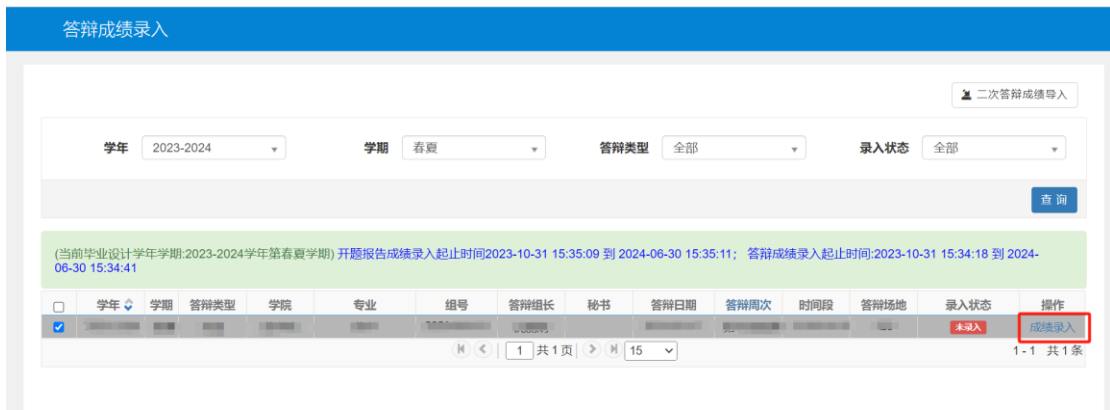 答辩成绩录入
二次答辩成绩导入
学年 2023-2024 学期 春夏 答辩类型 全部 录入状态 全部
查询
(当前毕业设计学年学期:2023-2024学年第春夏学期) 开题报告成绩录入起止时间2023-10-31 15:35:09 到 2024-06-30 15:35:11; 答辩成绩录入起止时间:2023-10-31 15:34:18 到 2024-
06-30 15:34:41
学年 学期 答辩类型 学院 专业 组号 答辩组长 秘书 答辩日期 答辩周次 时间段 答辩场地 录入状态 操作
未录入 成绩录入
1 共1页 15 1 - 1 共1条